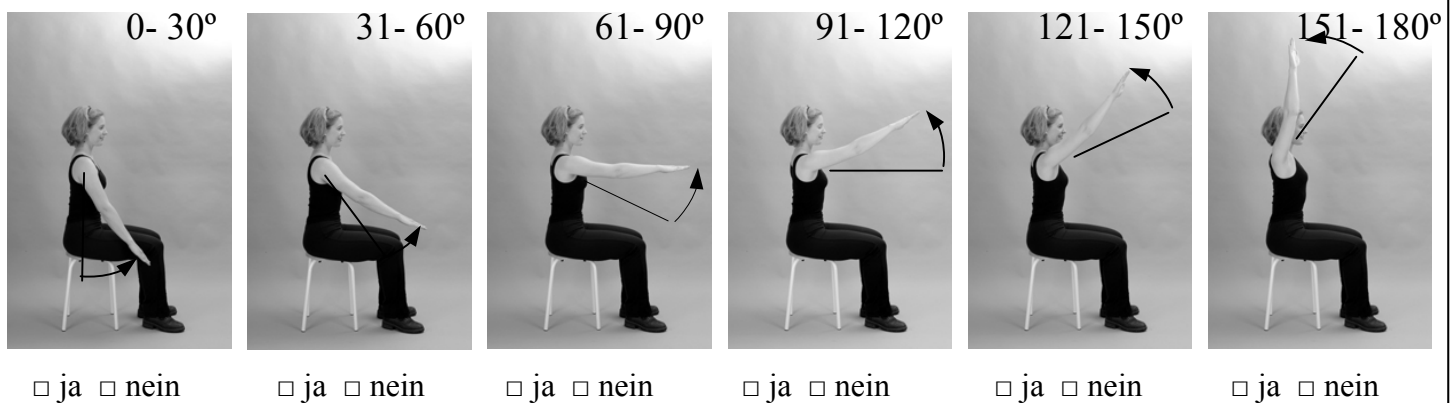 0- 30º 31- 60º 61- 90º 91- 120º 121- 150º 151- 180º
□ ja □ nein □ ja □ nein □ ja □ nein □ ja □ nein □ ja □ nein □ ja □ nein